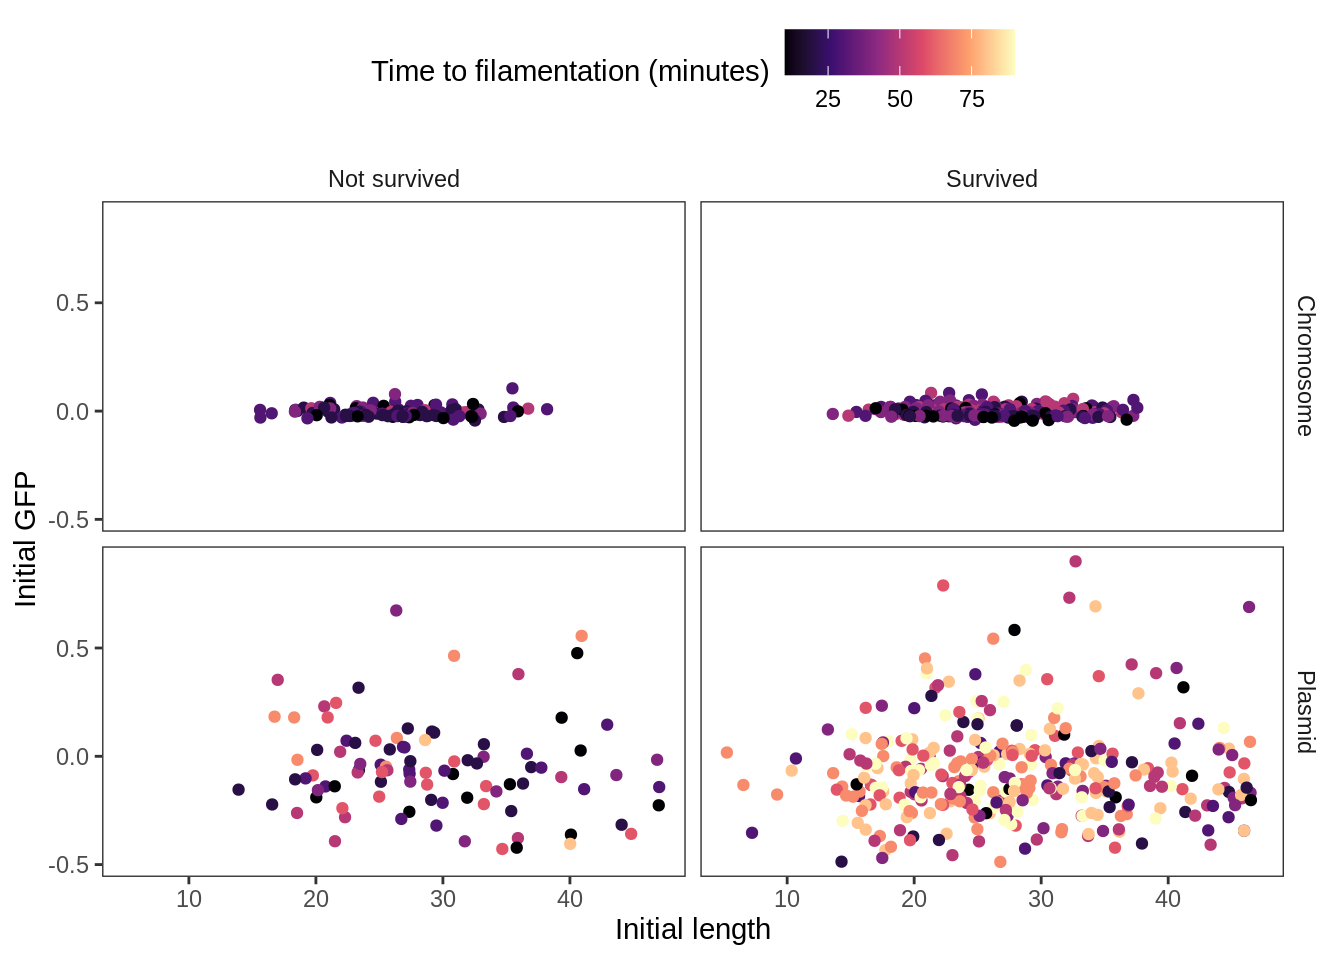 Time to filamentation (minutes)
25 50 75
Not survived
Survived
Initial GFP
0.5
0.0
-0.5
Chromosome
0.5
0.0
-0.5
Plasmid
10 20 30 40
10 20 30 40
Initial length